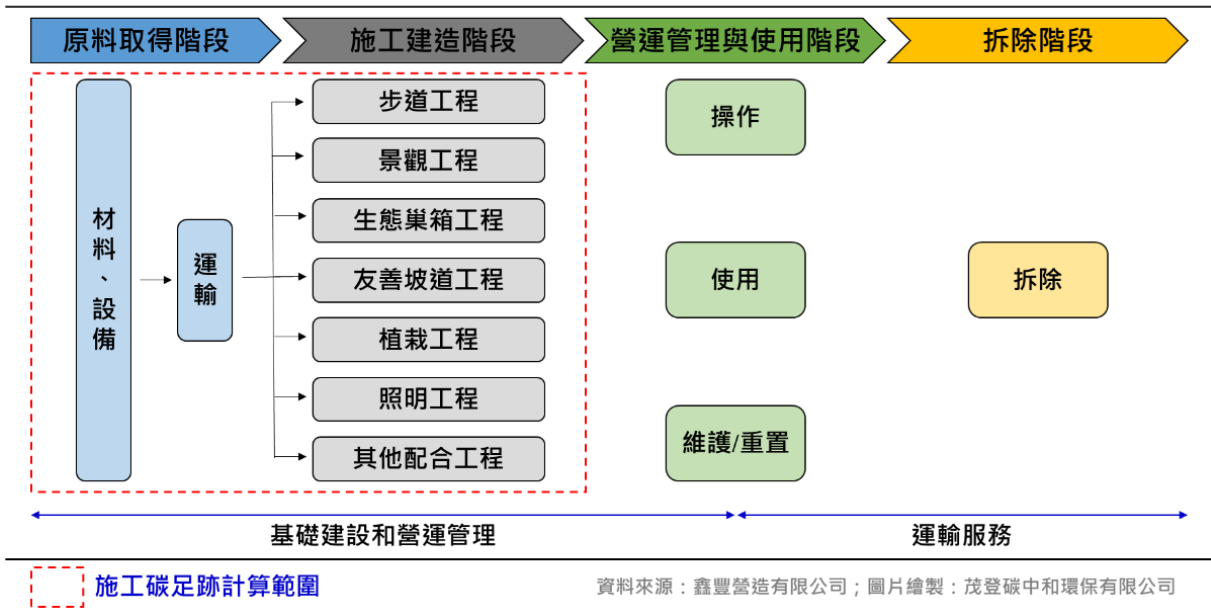 原料取得階段
施工建造階段
營運管理與使用階段
拆除階段
材料、設備
運輸
步道工程
景觀工程
生態巢箱工程
友善坡道工程
植栽工程
照明工程
其他配合工程
操作
使用
維護/重置
拆除
基礎建設和營運管理
運輸服務
施工碳足跡計算範圍
資料來源：鑫豐營造有限公司；圖片繪製：茂登碳中和環保有限公司